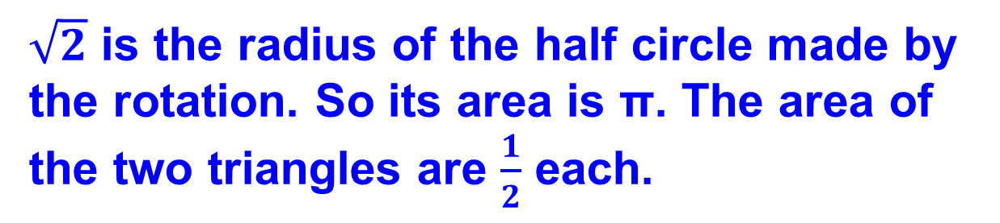 √2 is the radius of the half circle made by
the rotation. So its area is π. The area of
the two triangles are 1/2 each.